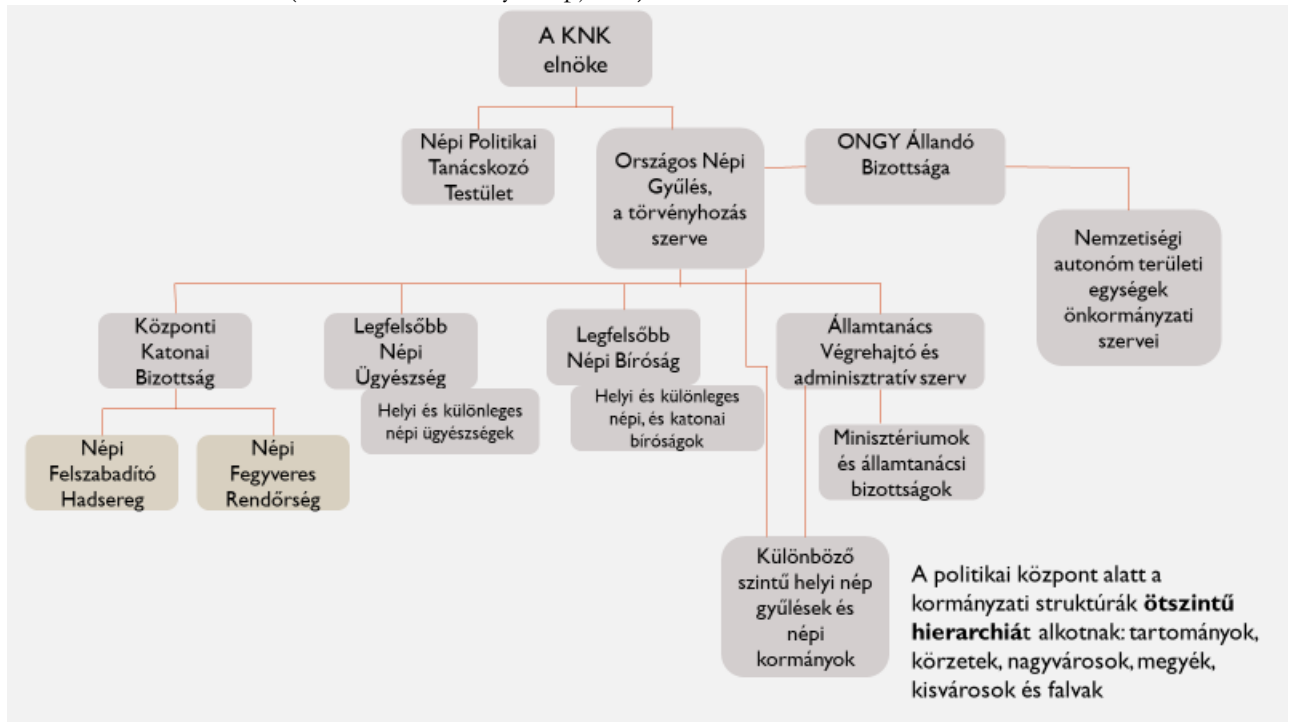 A KNK
elnöke
Népi Politikai
Tanácskozó
Testület
Országos Népi
Gyűlés,
a törvényhozás
szerve
ONGY Állandó
Bizottsága
Nemzetiségi
autonóm területi
egységek
önkormányzati
szervei
Központi
Katonai
Bizottság
Legfelsőbb
Népi
Ügyészség
Legfelsőbb
Népi Bíróság
Államtanács
Végrehajtó és
adminisztratív szerv
Helyi és különleges
népi ügyészségek
Helyi és különleges
népi, és katonai
bíróságok
Népi
Felszabadító
Hadsereg
Népi
Fegyveres
Rendőrség
Minisztériumok
és államtanácsi
bizottságok
Különböző
szintű helyi nép
gyűlések és
népi
kormányok
A politikai központ alatt a
kormányzati struktúrák ötszintű
hierarchiát alkotnak: tartományok,
körzetek, nagyvárosok, megyék,
kisvárosok és falvak